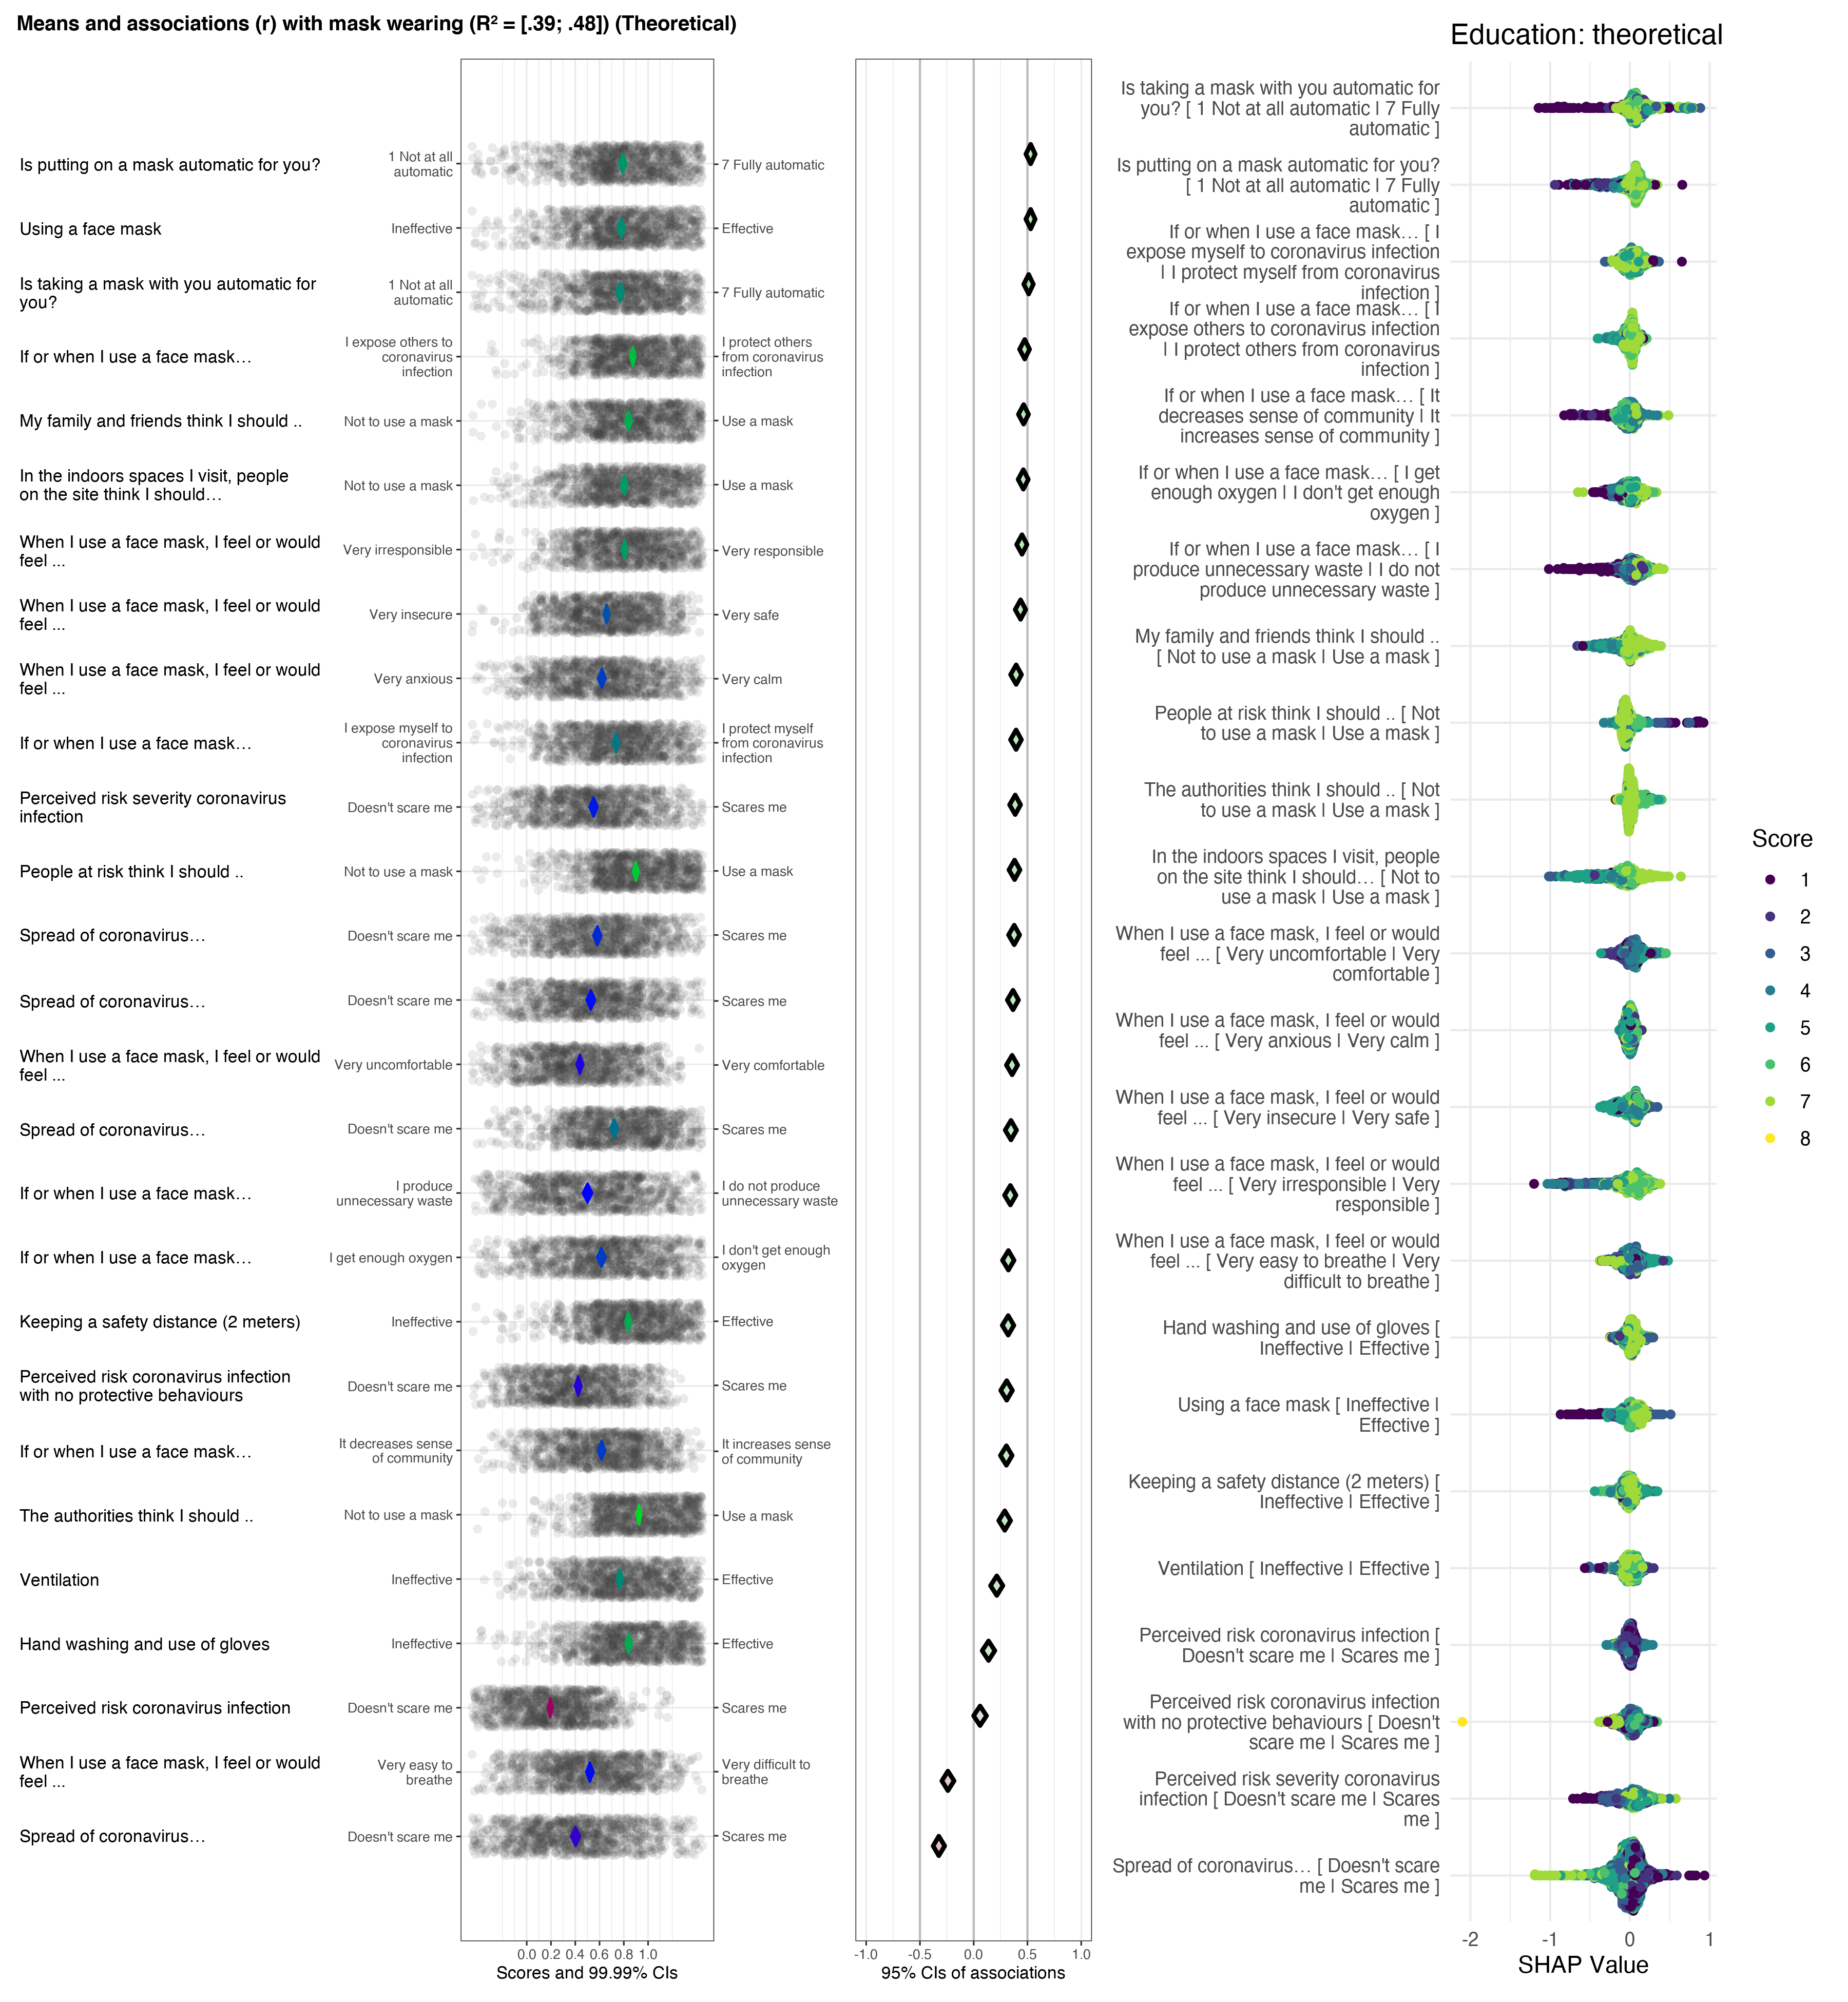 Means and associations (r) with mask wearing (R² = [.39; .48]) (Theoretical)
Is putting on a mask automatic for you?
1 Not at all
automatic
7 Fully automatic
Using a face mask
Ineffective
Effective
Is taking a mask with you automatic for
you?
1 Not at all
automatic
7 Fully automatic
If or when I use a face mask…
I expose others to
coronavirus
infection
I protect others
from coronavirus
infection
My family and friends think I should ..
Not to use a mask
Use a mask
In the indoors spaces I visit, people
on the site think I should…
Not to use a mask
Use a mask
When I use a face mask, I feel or would
feel ...
Very irresponsible
Very responsible
When I use a face mask, I feel or would
feel ...
Very insecure
Very safe
When I use a face mask, I feel or would
feel ...
Very anxious
Very calm
If or when I use a face mask…
I expose myself to
coronavirus
infection
I protect myself
from coronavirus
infection
Perceived risk severity coronavirus
infection
Doesn't scare me
Scares me
People at risk think I should ..
Not to use a mask
Use a mask
Spread of coronavirus…
Doesn't scare me
Scares me
Spread of coronavirus…
Doesn't scare me
Scares me
When I use a face mask, I feel or would
feel ...
Very uncomfortable
Very comfortable
Spread of coronavirus…
Doesn't scare me
Scares me
If or when I use a face mask…
I produce
unnecessary waste
I do not produce
unnecessary waste
If or when I use a face mask…
I get enough oxygen
I don't get enough
oxygen
Keeping a safety distance (2 meters)
Ineffective
Effective
Perceived risk coronavirus infection
with no protective behaviours
Doesn't scare me
Scares me
If or when I use a face mask…
It decreases sense
of community
It increases sense
of community
The authorities think I should ..
Not to use a mask
Use a mask
Ventilation
Ineffective
Effective
Hand washing and use of gloves
Ineffective
Effective
Perceived risk coronavirus infection
Doesn't scare me
Scares me
When I use a face mask, I feel or would
feel ...
Very easy to
breathe
Very difficult to
breathe
Spread of coronavirus…
Doesn't scare me
Scares me
0.0 0.2 0.4 0.6 0.8 1.0
Scores and 99.99% CIs
-1.0 -0.5 0.0 0.5 1.0
95% CIs of associations
Education: theoretical
Is taking a mask with you automatic for
you? [ 1 Not at all automatic | 7 Fully
automatic ]
Is putting on a mask automatic for you?
[ 1 Not at all automatic | 7 Fully
automatic ]
If or when I use a face mask… [ I
expose myself to coronavirus infection
| I protect myself from coronavirus
infection ]
If or when I use a face mask… [ I
expose others to coronavirus infection
| I protect others from coronavirus
infection ]
If or when I use a face mask… [ It
decreases sense of community | It
increases sense of community ]
If or when I use a face mask… [ I get
enough oxygen | I don't get enough
oxygen ]
If or when I use a face mask… [ I
produce unnecessary waste | I do not
produce unnecessary waste ]
My family and friends think I should ..
[ Not to use a mask | Use a mask ]
People at risk think I should .. [ Not
to use a mask | Use a mask ]
The authorities think I should .. [ Not
to use a mask | Use a mask ]
In the indoors spaces I visit, people
on the site think I should… [ Not to
use a mask | Use a mask ]
When I use a face mask, I feel or would
feel ... [ Very uncomfortable | Very
comfortable ]
When I use a face mask, I feel or would
feel ... [ Very anxious | Very calm ]
When I use a face mask, I feel or would
feel ... [ Very insecure | Very safe ]
When I use a face mask, I feel or would
feel ... [ Very irresponsible | Very
responsible ]
When I use a face mask, I feel or would
feel ... [ Very easy to breathe | Very
difficult to breathe ]
Hand washing and use of gloves [
Ineffective | Effective ]
Using a face mask [ Ineffective |
Effective ]
Keeping a safety distance (2 meters) [
Ineffective | Effective ]
Ventilation [ Ineffective | Effective ]
Perceived risk coronavirus infection [
Doesn't scare me | Scares me ]
Perceived risk coronavirus infection
with no protective behaviours [ Doesn't
scare me | Scares me ]
Perceived risk severity coronavirus
infection [ Doesn't scare me | Scares
me ]
Spread of coronavirus… [ Doesn't scare
me | Scares me ]
-2 -1 0 1
SHAP Value
Score
1
2
3
4
5
6
7
8